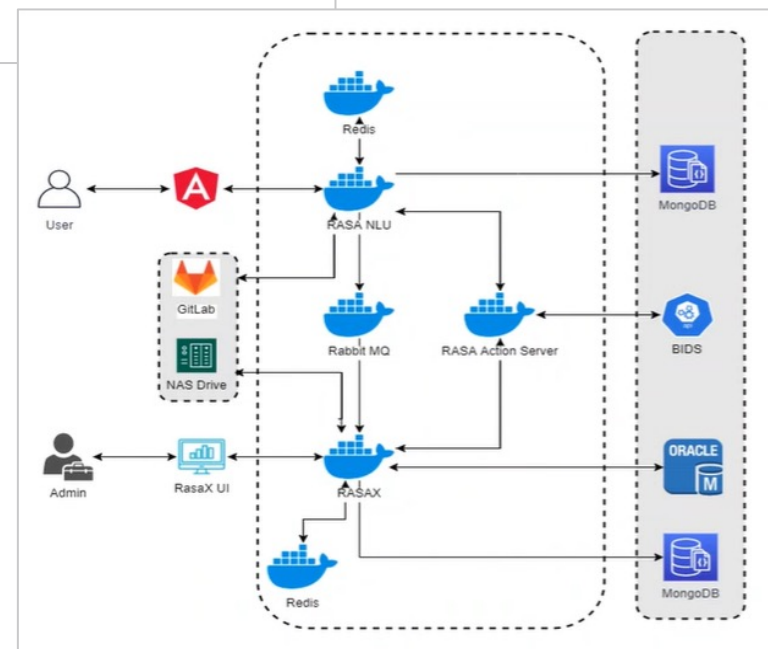 Redis
A
User
RASA NLU
MongoDB
GitLab
Rabbit MQ
RASA Action Server
BIDS
NAS Drive
ORACLE
M
Admin
RasaX UI
RASAX
Redis
MongoDB